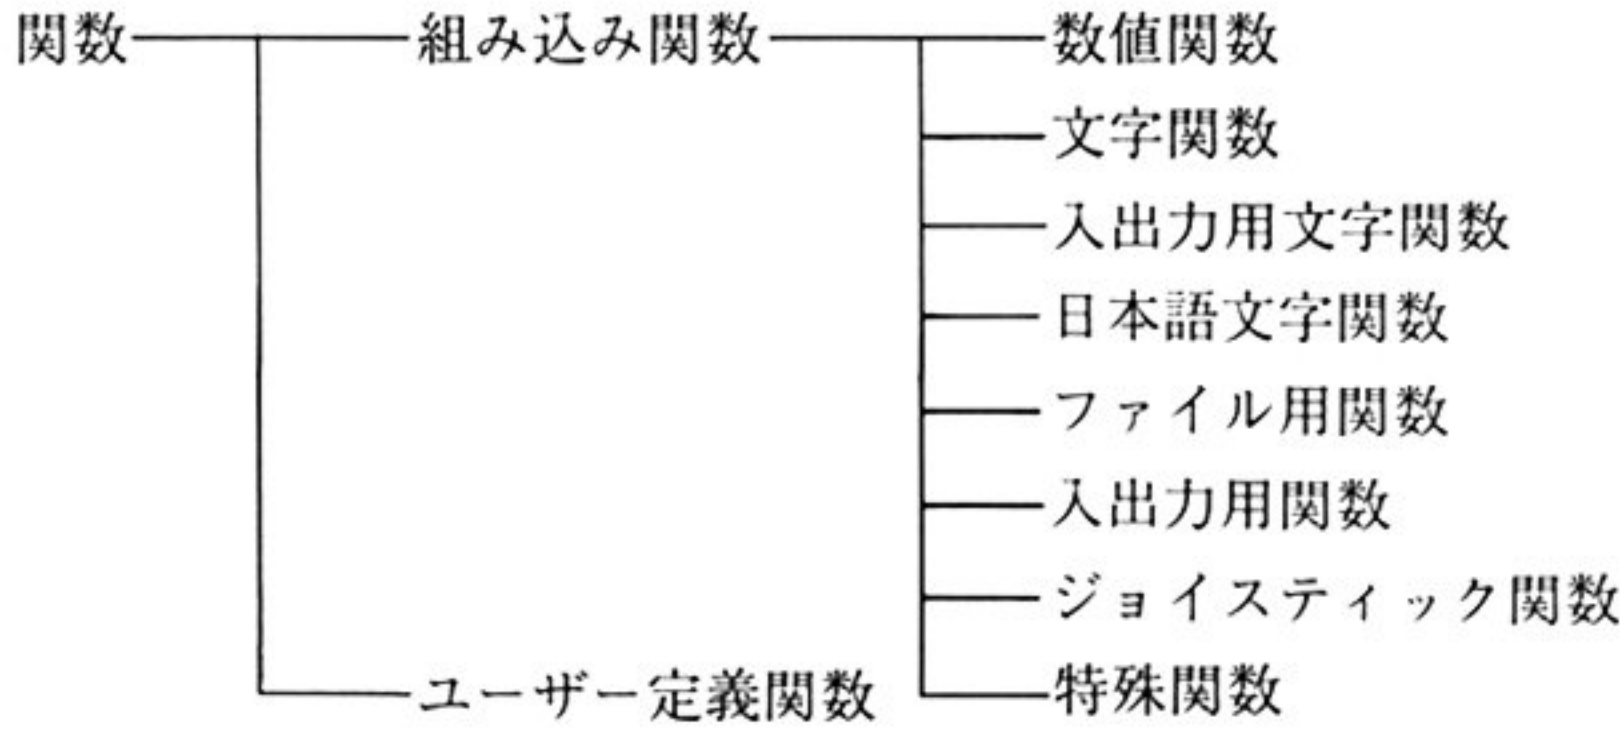 関数 組み込み関数 数値関数
文字関数
入出力用文字関数
日本語文字関数
ファイル用関数
入出力用関数
ジョイスティック関数
ユーザー定義関数 特殊関数